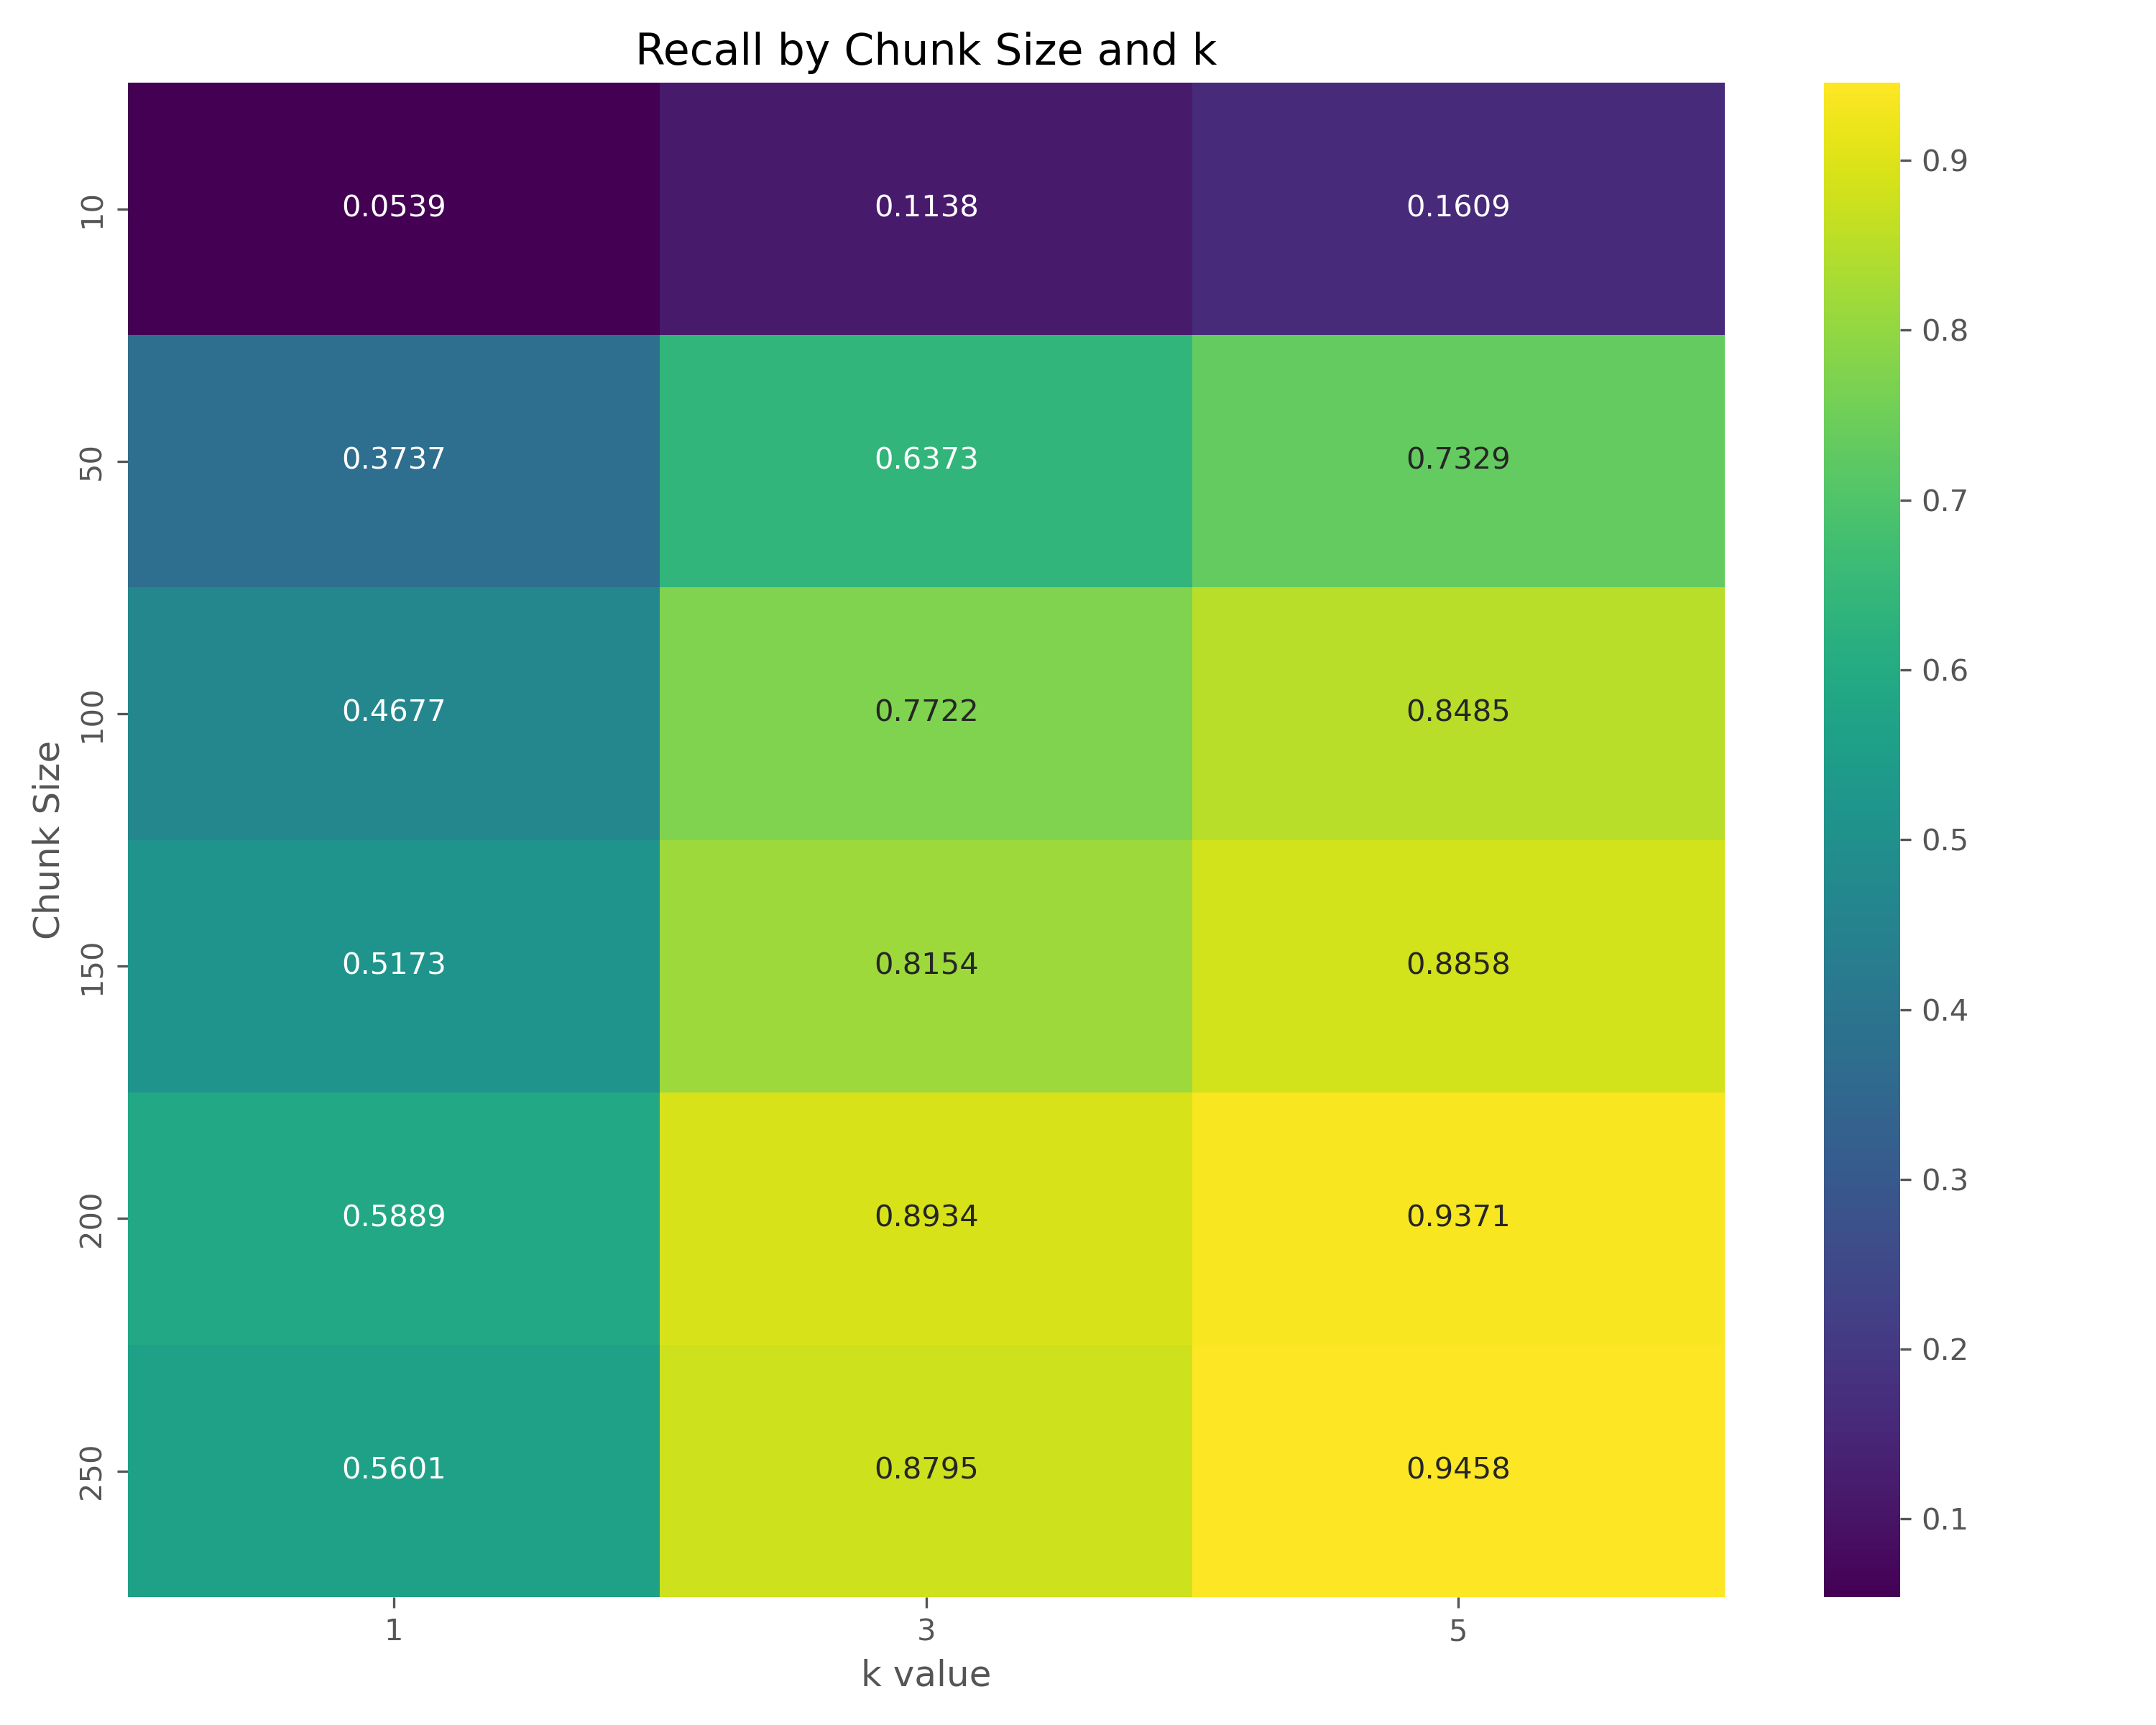 Recall by Chunk Size and k
10 0.0539 0.1138 0.1609
50 0.3737 0.6373 0.7329
100 0.4677 0.7722 0.8485
150 0.5173 0.8154 0.8858
200 0.5889 0.8934 0.9371
250 0.5601 0.8795 0.9458
1 3 5
k value
Chunk Size
0.9
0.8
0.7
0.6
0.5
0.4
0.3
0.2
0.1